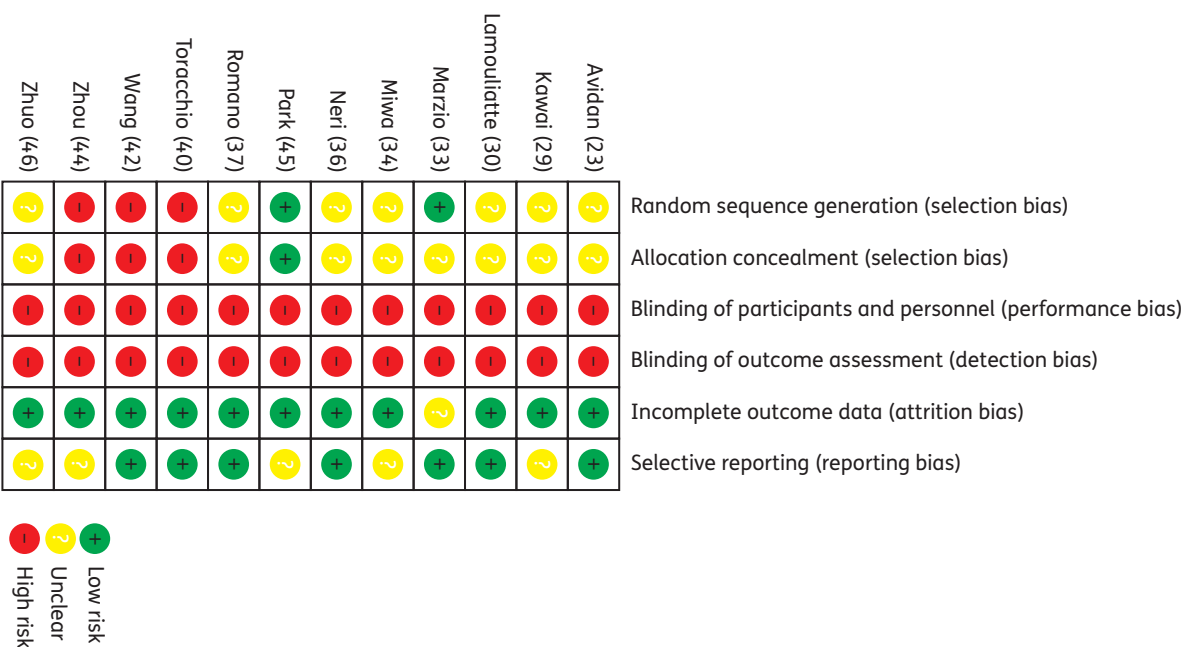 Zhuo (46)
Zhou (44)
Wang (42)
Toracchio (40)
Romano (37)
Park (45)
Neri (36)
Miwa (34)
Marzio (33)
Lamouliatte (30)
Kawai (29)
Avidan (23)
? – – – ? + ? ? + ? ? ? Random sequence generation (selection bias)
? – – – ? + ? ? ? ? ? ? Allocation concealment (selection bias)
– – – – – – – – – – – – Blinding of participants and personnel (performance bias)
– – – – – – – – – – – – Blinding of outcome assessment (detection bias)
+ + + + + + + + ? + + + Incomplete outcome data (attrition bias)
? ? + + + ? + ? + + ? + Selective reporting (reporting bias)
– High risk
? Unclear
+ Low risk